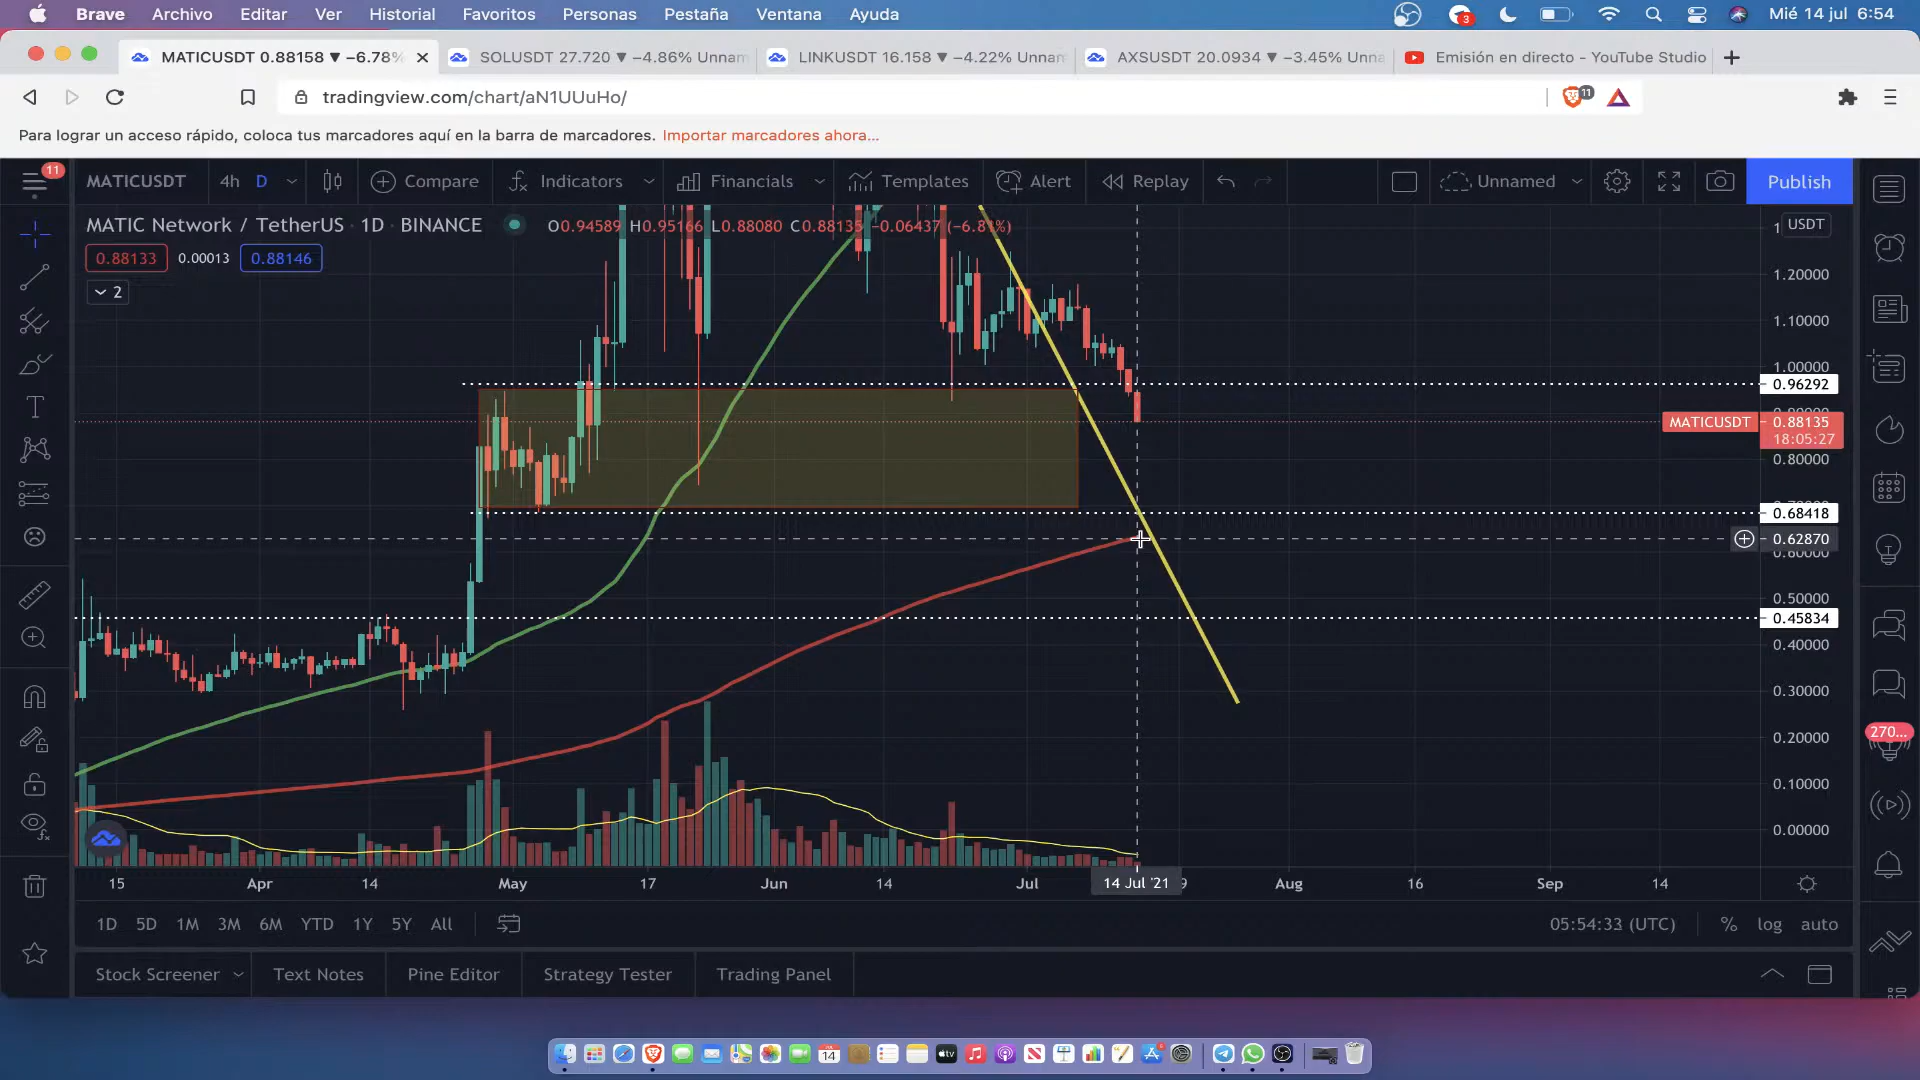 Brave Archivo Editar Ver Historial Favoritos Personas Pestaña Ventana Ayuda 3 Mié 14 jul 6:54
MATICUSDT 0.88158 ▼ −6.78% SOLUSDT 27.720 ▼ −4.86% Unnam LINKUSDT 16.158 ▼ −4.22% Unnam AXSUSDT 20.0934 ▼ −3.45% Unna Emisión en directo - YouTube Studio
tradingview.com/chart/aN1UUuHo/ 11
Para lograr un acceso rápido, coloca tus marcadores aquí en la barra de marcadores. Importar marcadores ahora...
11 MATICUSDT 4h D Compare Indicators Financials Templates Alert Replay Unnamed Publish
MATIC Network / TetherUS · 1D · BINANCE O0.94589 H0.95166 L0.88080 C0.88135 −0.06437 (−6.81%) USDT
0.88133 0.00013 0.88146
2
1.20000
1.10000
1.00000
0.96292
MATICUSDT 0.88135
18:05:27
0.80000
0.68418
0.62870
0.60000
0.50000
0.45834
0.40000
0.30000
0.20000
270...
0.10000
0.00000
15 Apr 14 May 17 Jun 14 Jul 14 Jul '21 Aug 16 Sep 14
1D 5D 1M 3M 6M YTD 1Y 5Y All 05:54:33 (UTC) % log auto
Stock Screener Text Notes Pine Editor Strategy Tester Trading Panel
14 tv